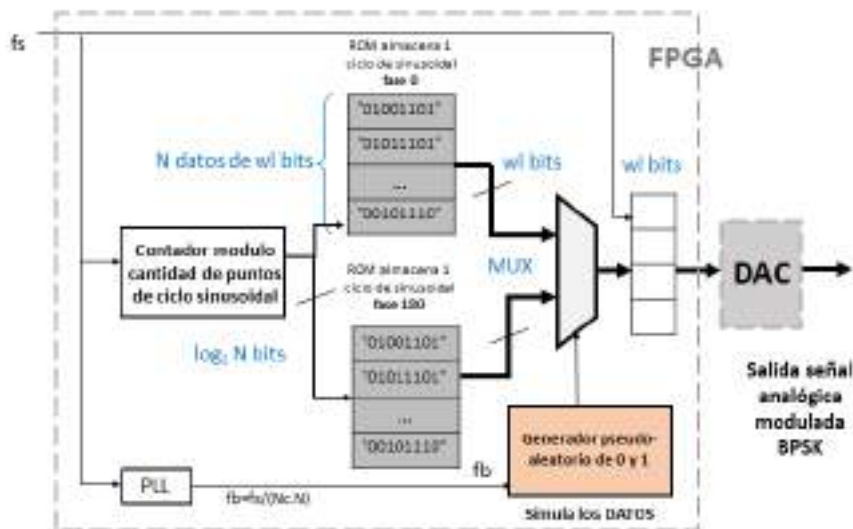 fs
FPGA
ROM almacena 1
ciclo de sinusoidal
fase 0
"01001101"
"01011101"
...
"00101110"
N datos de wl bits
wl bits
wl bits
MUX
DAC
Contador modulo
cantidad de puntos
de ciclo sinusoidal
ROM almacena 1
ciclo de sinusoidal
fase 180
"01001101"
"01011101"
...
"00101110"
log₂ N bits
Salida señal
analógica
modulada
BPSK
Generador pseudo-
aleatorio de 0 y 1
fb
PLL
fb=fs/(Nc.N)
Simula los DATOS